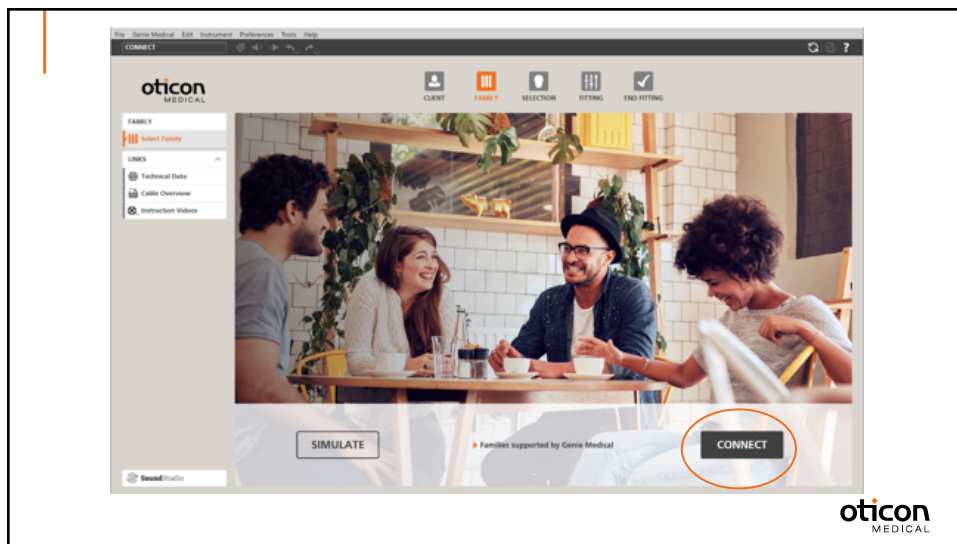 File Genie Medical Edit Instrument Preferences Tools Help
CONNECT
?
oticon
MEDICAL
CLIENT FAMILY SELECTION FITTING END FITTING
FAMILY
Select Family
LINKS
Technical Data
Cable Overview
Instruction Videos
SIMULATE
Families supported by Genie Medical
CONNECT
SoundStudio
oticon
MEDICAL